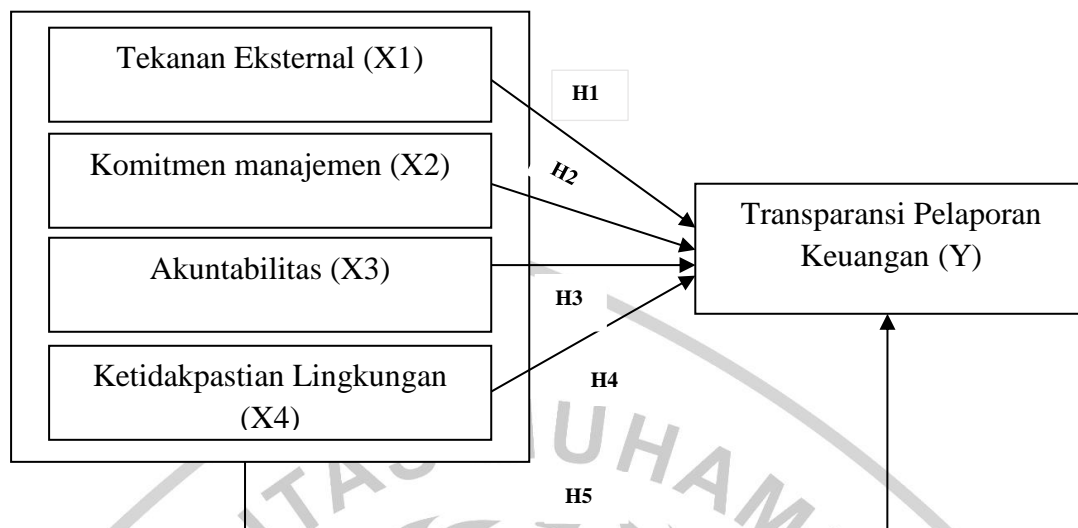 Tekanan Eksternal (X1)
H1
Komitmen manajemen (X2)
H2
Transparansi Pelaporan
Keuangan (Y)
Akuntabilitas (X3)
H3
Ketidakpastian Lingkungan
(X4)
H4
H5